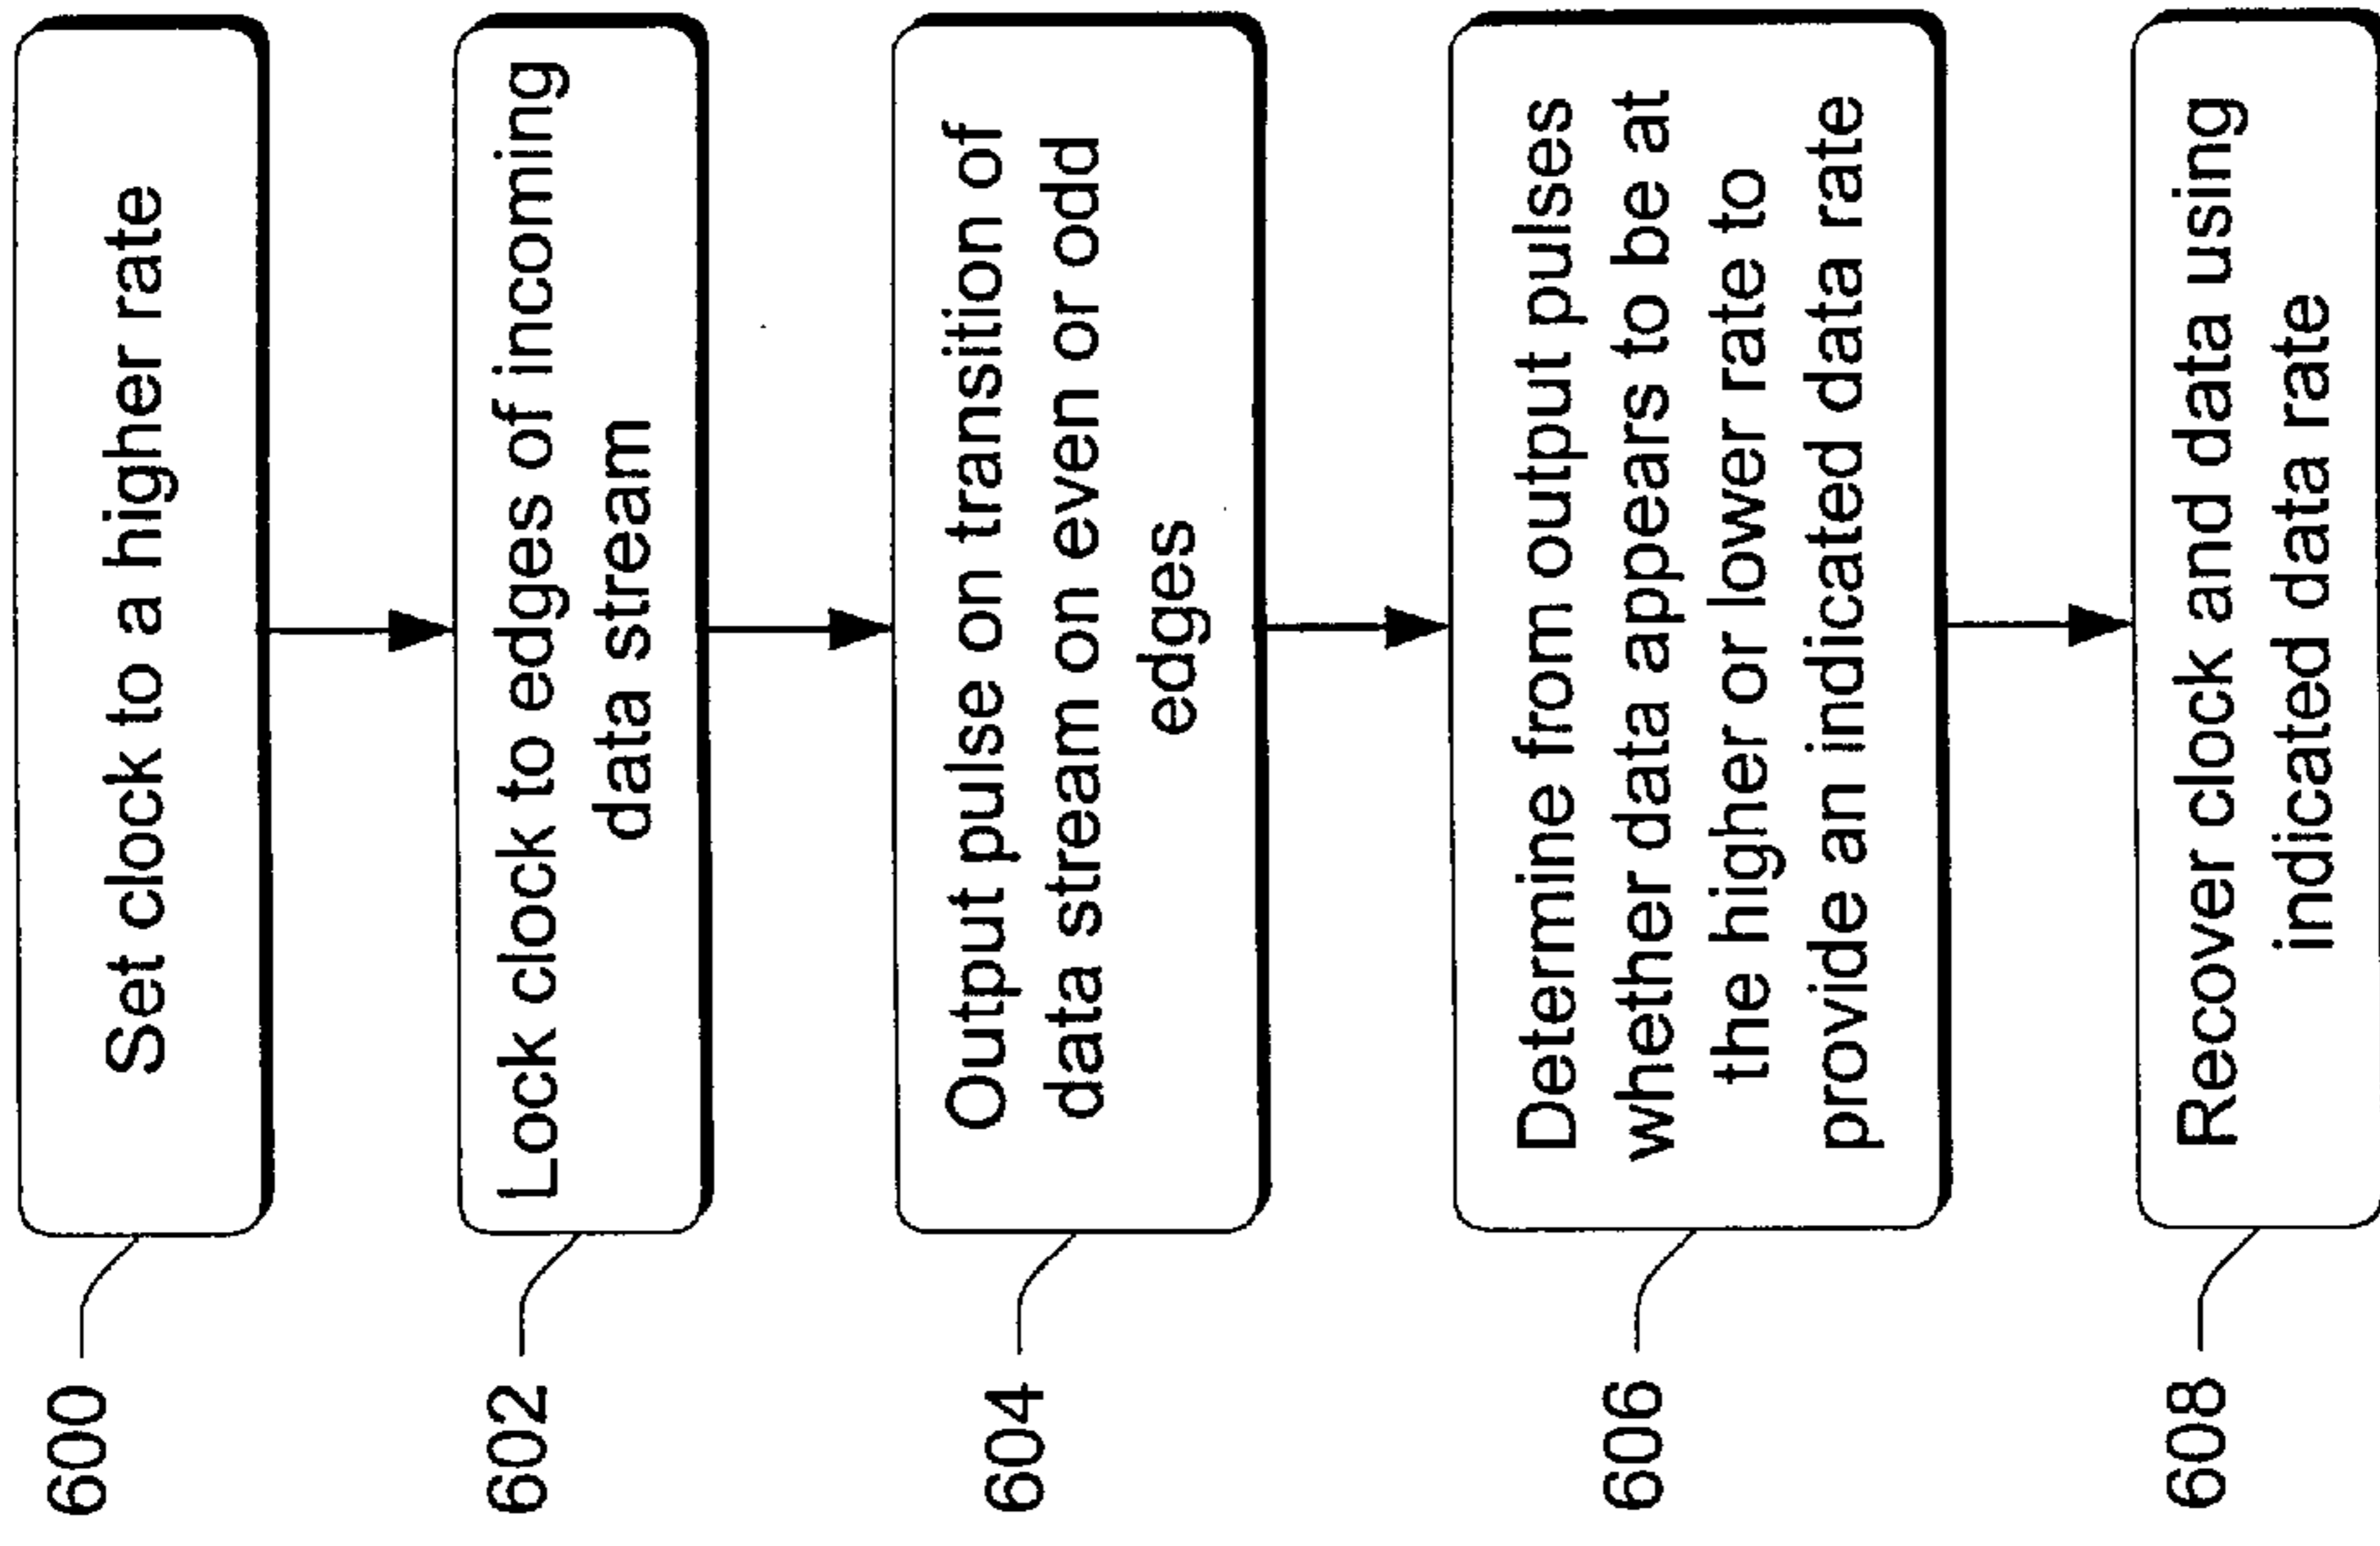 600
Set clock to a higher rate
602
Lock clock to edges of incoming
data stream
604
Output pulse on transition of
data stream on even or odd
edges
606
Determine from output pulses
whether data appears to be at
the higher or lower rate to
provide an indicated data rate
608
Recover clock and data using
indicated data rate